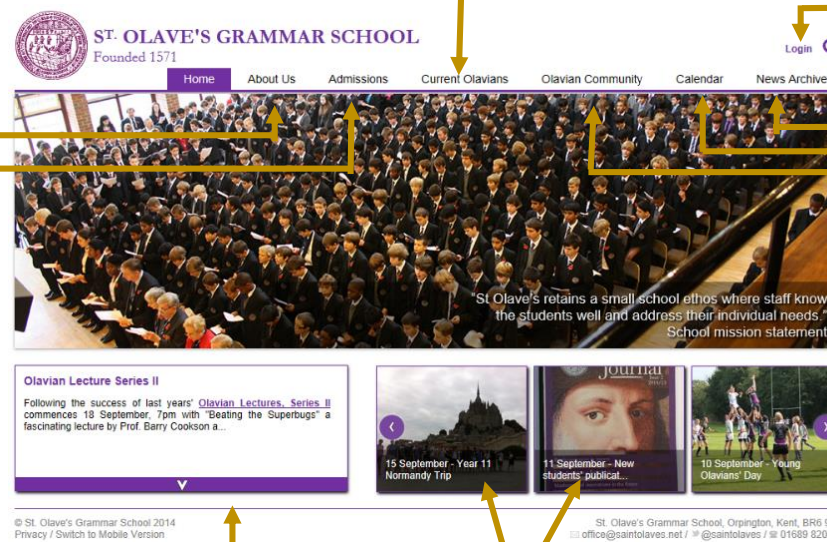 ST. OLAVE'S GRAMMAR SCHOOL
Founded 1571
Login
Home About Us Admissions Current Olavians Olavian Community Calendar News Archive
"St Olave's retains a small school ethos where staff know
the students well and address their individual needs."
School mission statement
Olavian Lecture Series II
Following the success of last years' Olavian Lectures, Series II
commences 18 September, 7pm with "Beating the Superbugs" a
fascinating lecture by Prof. Barry Cookson a...
15 September - Year 11
Normandy Trip
Journal
11 September - New
students' publicat...
10 September - Young
Olavians' Day
© St. Olave's Grammar School 2014
Privacy / Switch to Mobile Version
St. Olave's Grammar School, Orpington, Kent, BR6 9
office@saintolaves.net / @saintolaves / ☏ 01689 820